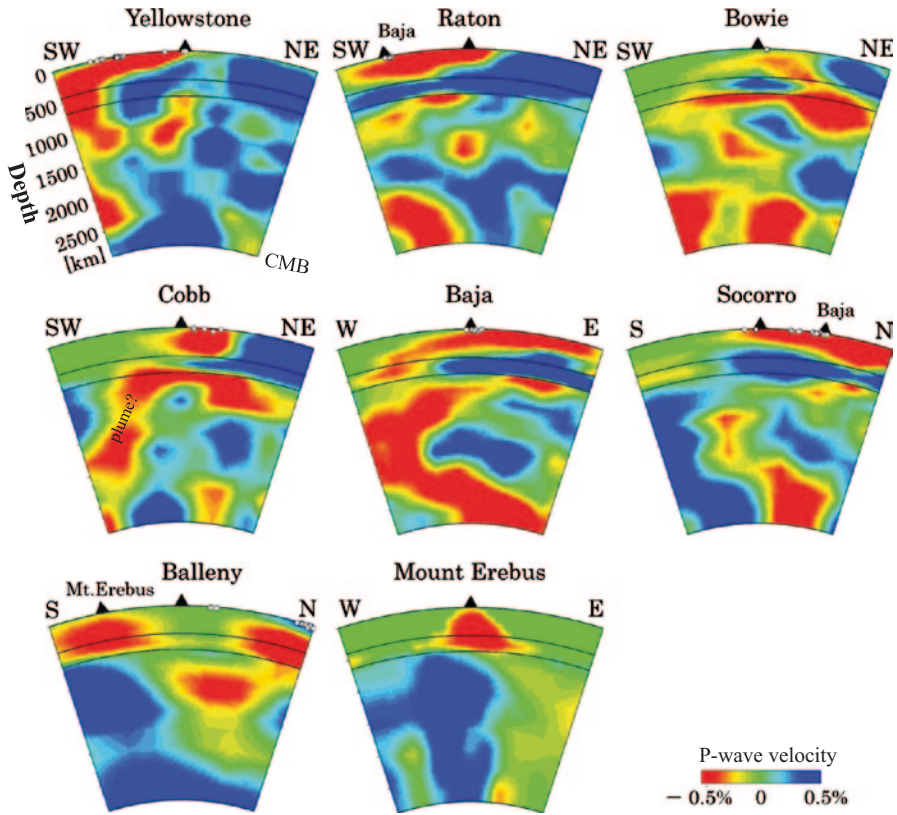 Yellowstone
SW
NE
0
500
1000
1500
2000
2500
[km]
Depth
CMB
Raton
SW
Baja
NE
Bowie
SW
NE
Cobb
SW
NE
plume?
Baja
W
E
Socorro
S
Baja
N
Balleny
Mt.Erebus
S
N
Mount Erebus
W
E
P-wave velocity
− 0.5% 0 0.5%